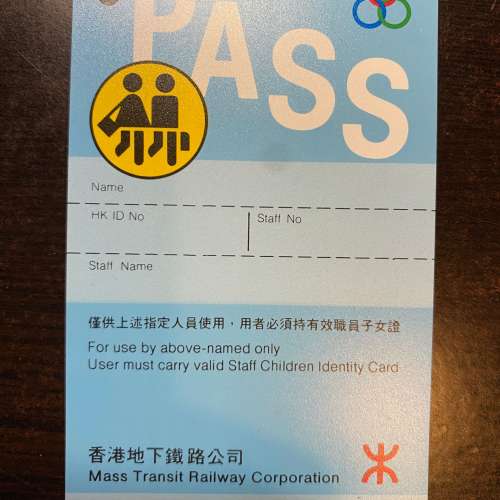 PASS
Name
HK ID No
Staff No
Staff Name
僅供上述指定人員使用，用者必須持有效職員子女證
For use by above-named only
User must carry valid Staff Children Identity Card
香港地下鐵路公司
Mass Transit Railway Corporation